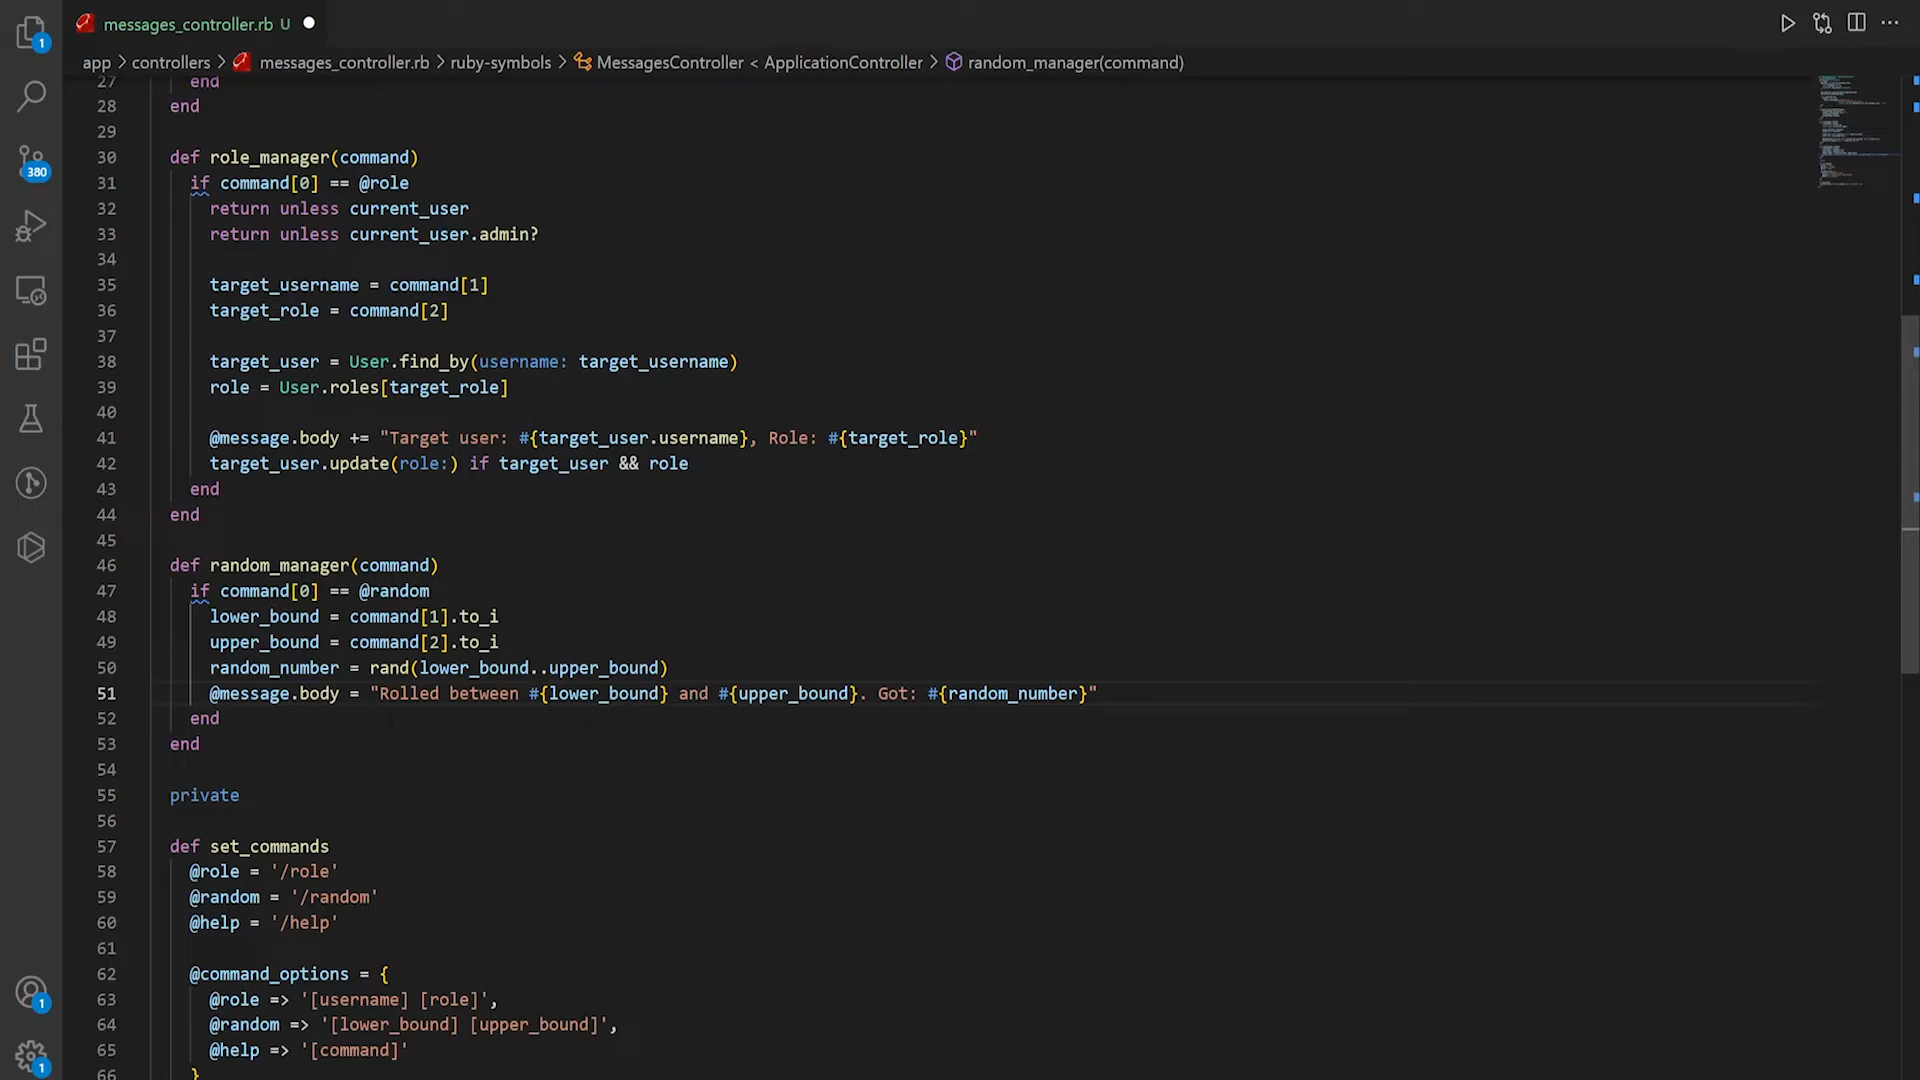 messages_controller.rb U
app > controllers > messages_controller.rb > ruby-symbols > MessagesController < ApplicationController > random_manager(command)
1
380
1
1
27     end
28   end
29
30   def role_manager(command)
31     if command[0] == @role
32       return unless current_user
33       return unless current_user.admin?
34
35       target_username = command[1]
36       target_role = command[2]
37
38       target_user = User.find_by(username: target_username)
39       role = User.roles[target_role]
40
41       @message.body += "Target user: #{target_user.username}, Role: #{target_role}"
42       target_user.update(role:) if target_user && role
43     end
44   end
45
46   def random_manager(command)
47     if command[0] == @random
48       lower_bound = command[1].to_i
49       upper_bound = command[2].to_i
50       random_number = rand(lower_bound..upper_bound)
51       @message.body = "Rolled between #{lower_bound} and #{upper_bound}. Got: #{random_number}"
52     end
53   end
54
55   private
56
57   def set_commands
58     @role = '/role'
59     @random = '/random'
60     @help = '/help'
61
62     @command_options = {
63       @role => '[username] [role]',
64       @random => '[lower_bound] [upper_bound]',
65       @help => '[command]'
66     }